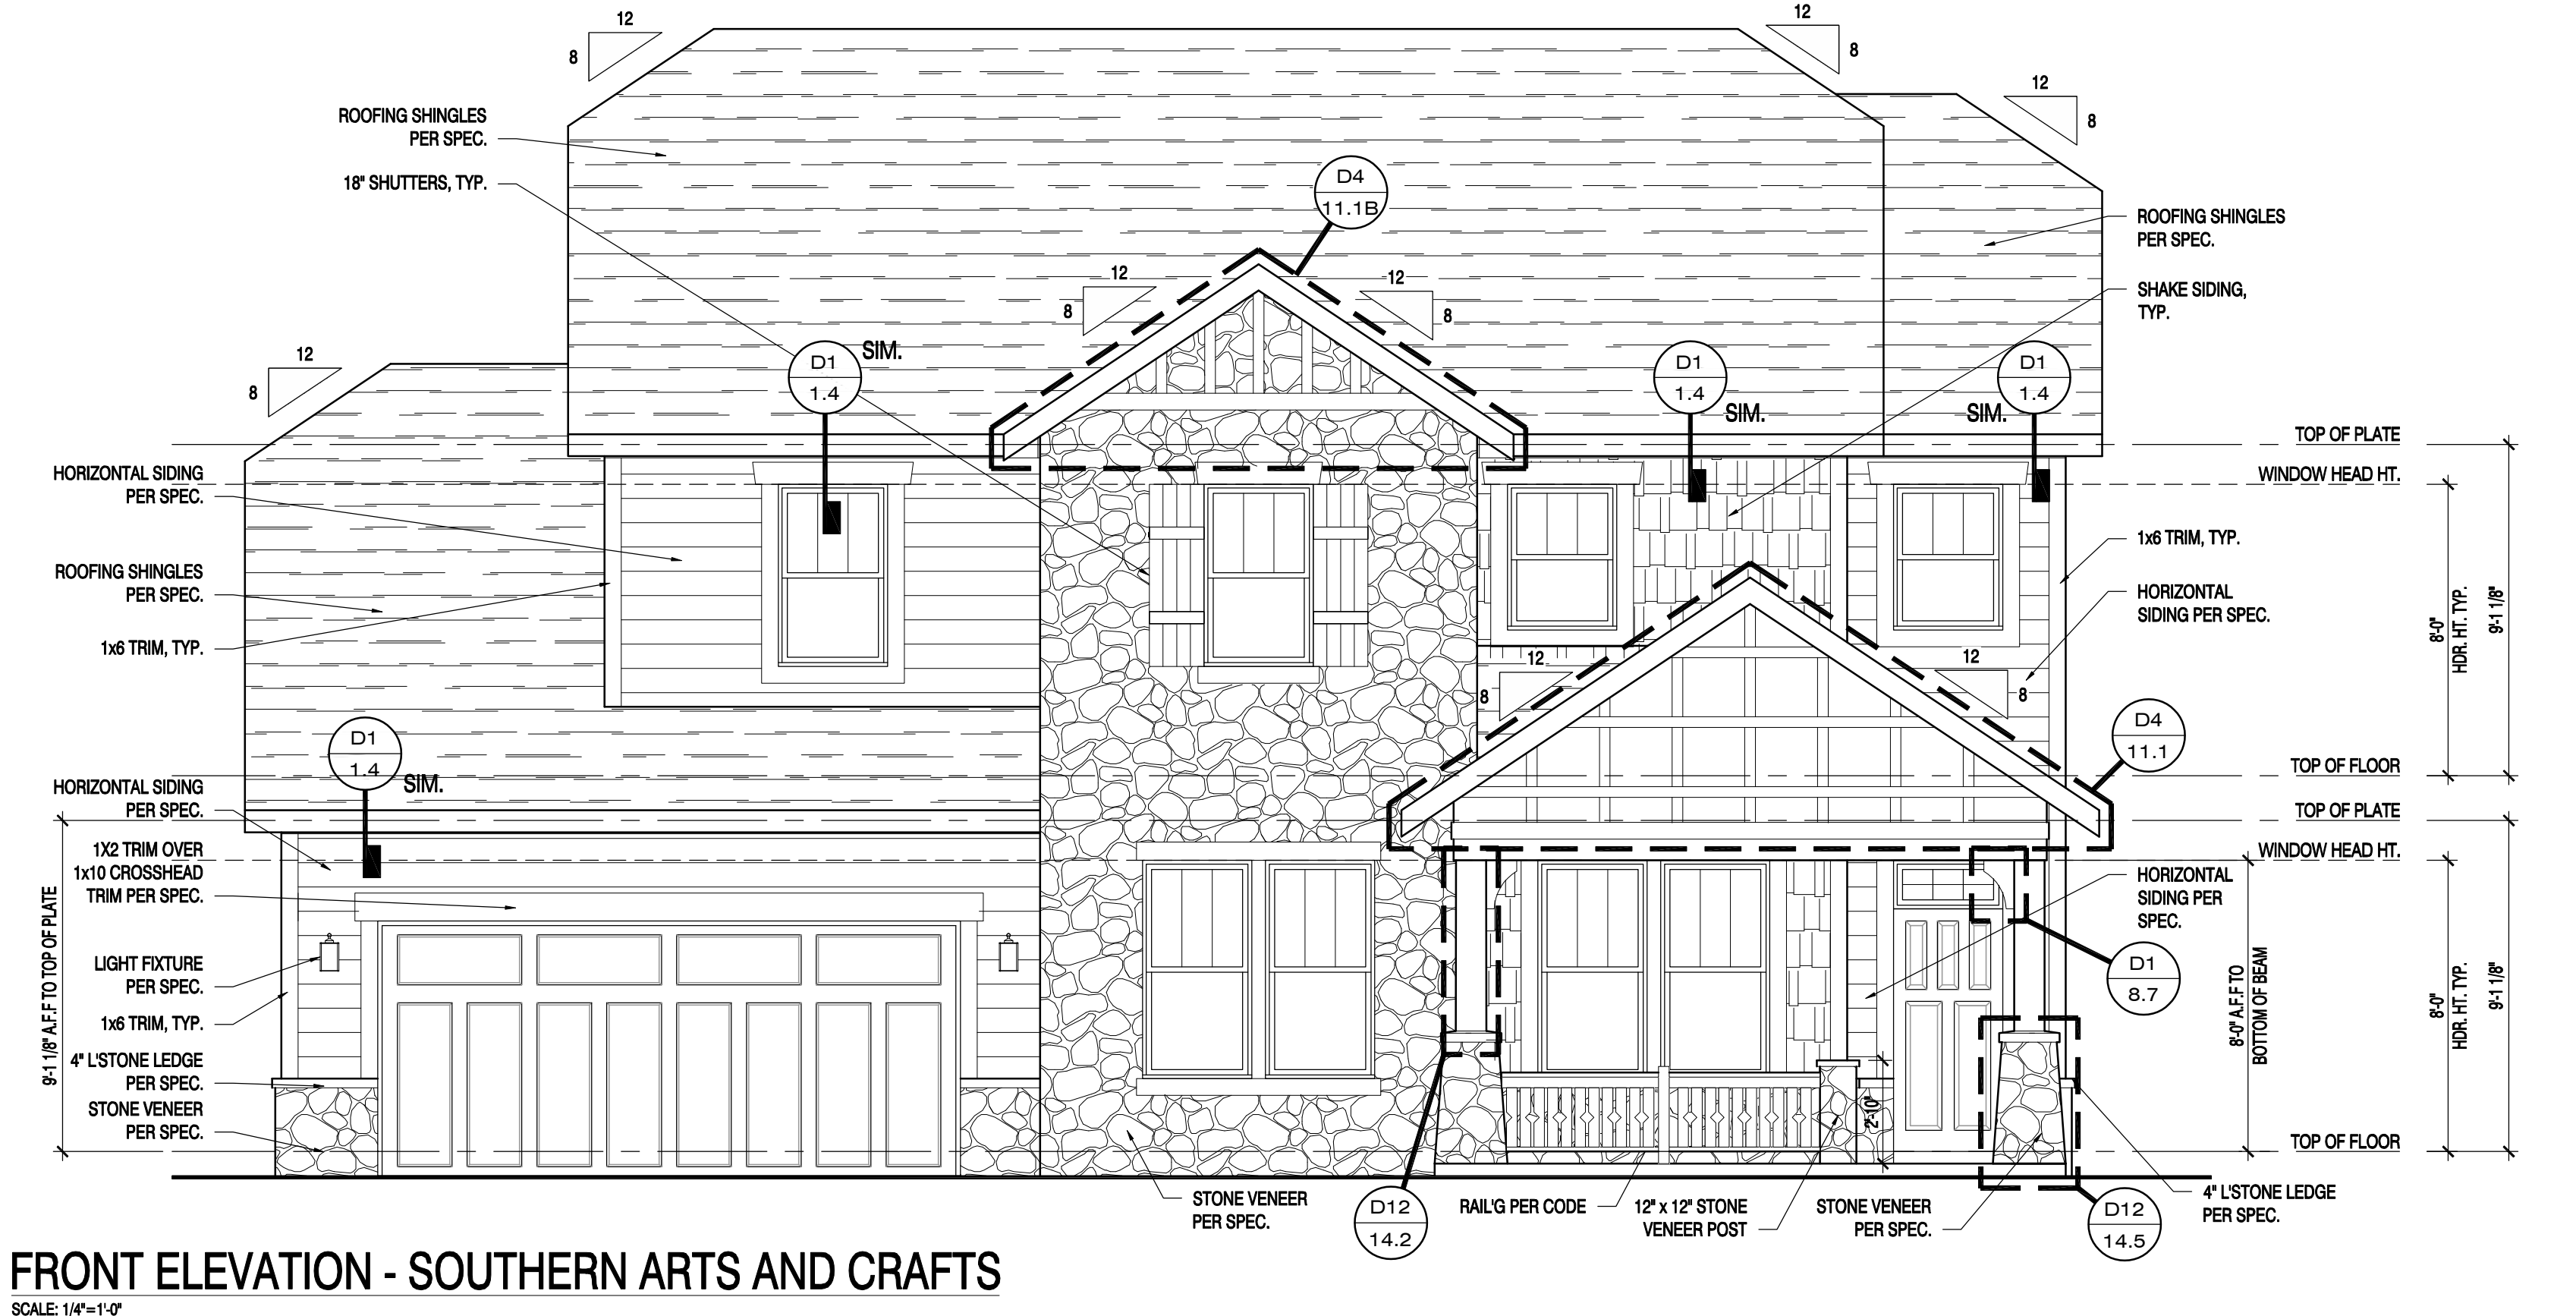 12
8
12
8
12
8
ROOFING SHINGLES
PER SPEC.
18" SHUTTERS, TYP.
D4
11.1B
ROOFING SHINGLES
PER SPEC.
12
8
12
8
SHAKE SIDING,
TYP.
12
8
D1
1.4
SIM.
D1
1.4
SIM.
D1
1.4
SIM.
TOP OF PLATE
HORIZONTAL SIDING
PER SPEC.
WINDOW HEAD HT.
1x6 TRIM, TYP.
ROOFING SHINGLES
PER SPEC.
HORIZONTAL
SIDING PER SPEC.
8'-0"
HDR. HT. TYP.
9'-1 1/8"
1x6 TRIM, TYP.
12
8
12
8
D4
11.1
D1
1.4
SIM.
TOP OF FLOOR
HORIZONTAL SIDING
PER SPEC.
TOP OF PLATE
1X2 TRIM OVER
1x10 CROSSHEAD
TRIM PER SPEC.
WINDOW HEAD HT.
HORIZONTAL
SIDING PER
SPEC.
LIGHT FIXTURE
PER SPEC.
D1
8.7
1x6 TRIM, TYP.
9'-1 1/8" A.F.F TO TOP OF PLATE
8'-0" A.F.F TO
BOTTOM OF BEAM
8'-0"
HDR. HT. TYP.
9'-1 1/8"
4" L'STONE LEDGE
PER SPEC.
STONE VENEER
PER SPEC.
2'-10"
TOP OF FLOOR
STONE VENEER
PER SPEC.
D12
14.2
RAIL'G PER CODE
12" x 12" STONE
VENEER POST
STONE VENEER
PER SPEC.
D12
14.5
4" L'STONE LEDGE
PER SPEC.
FRONT ELEVATION - SOUTHERN ARTS AND CRAFTS
SCALE: 1/4"=1'-0"